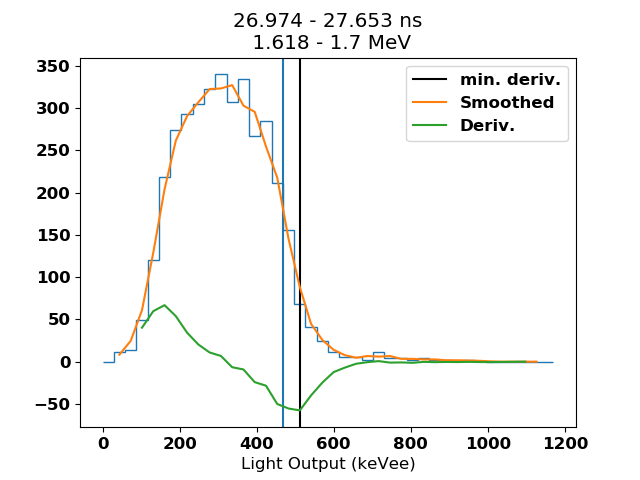 26.974 - 27.653 ns
1.618 - 1.7 MeV
min. deriv.
Smoothed
Deriv.
350
300
250
200
150
100
50
0
−50
0 200 400 600 800 1000 1200
Light Output (keVee)